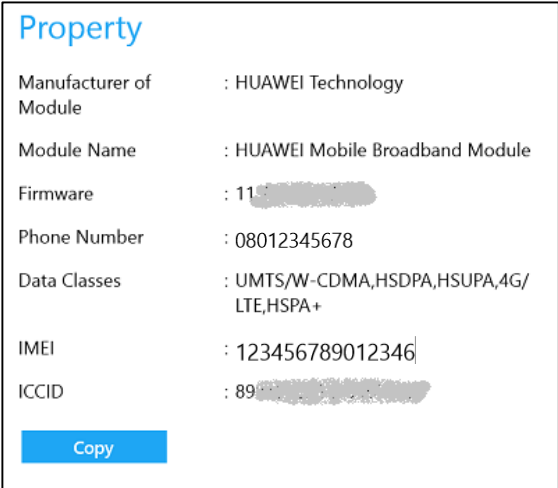 Property
Manufacturer of Module : HUAWEI Technology
Module Name : HUAWEI Mobile Broadband Module
Firmware : 11
Phone Number : 08012345678
Data Classes : UMTS/W-CDMA,HSDPA,HSUPA,4G/
LTE,HSPA+
IMEI : 123456789012346
ICCID : 89
Copy